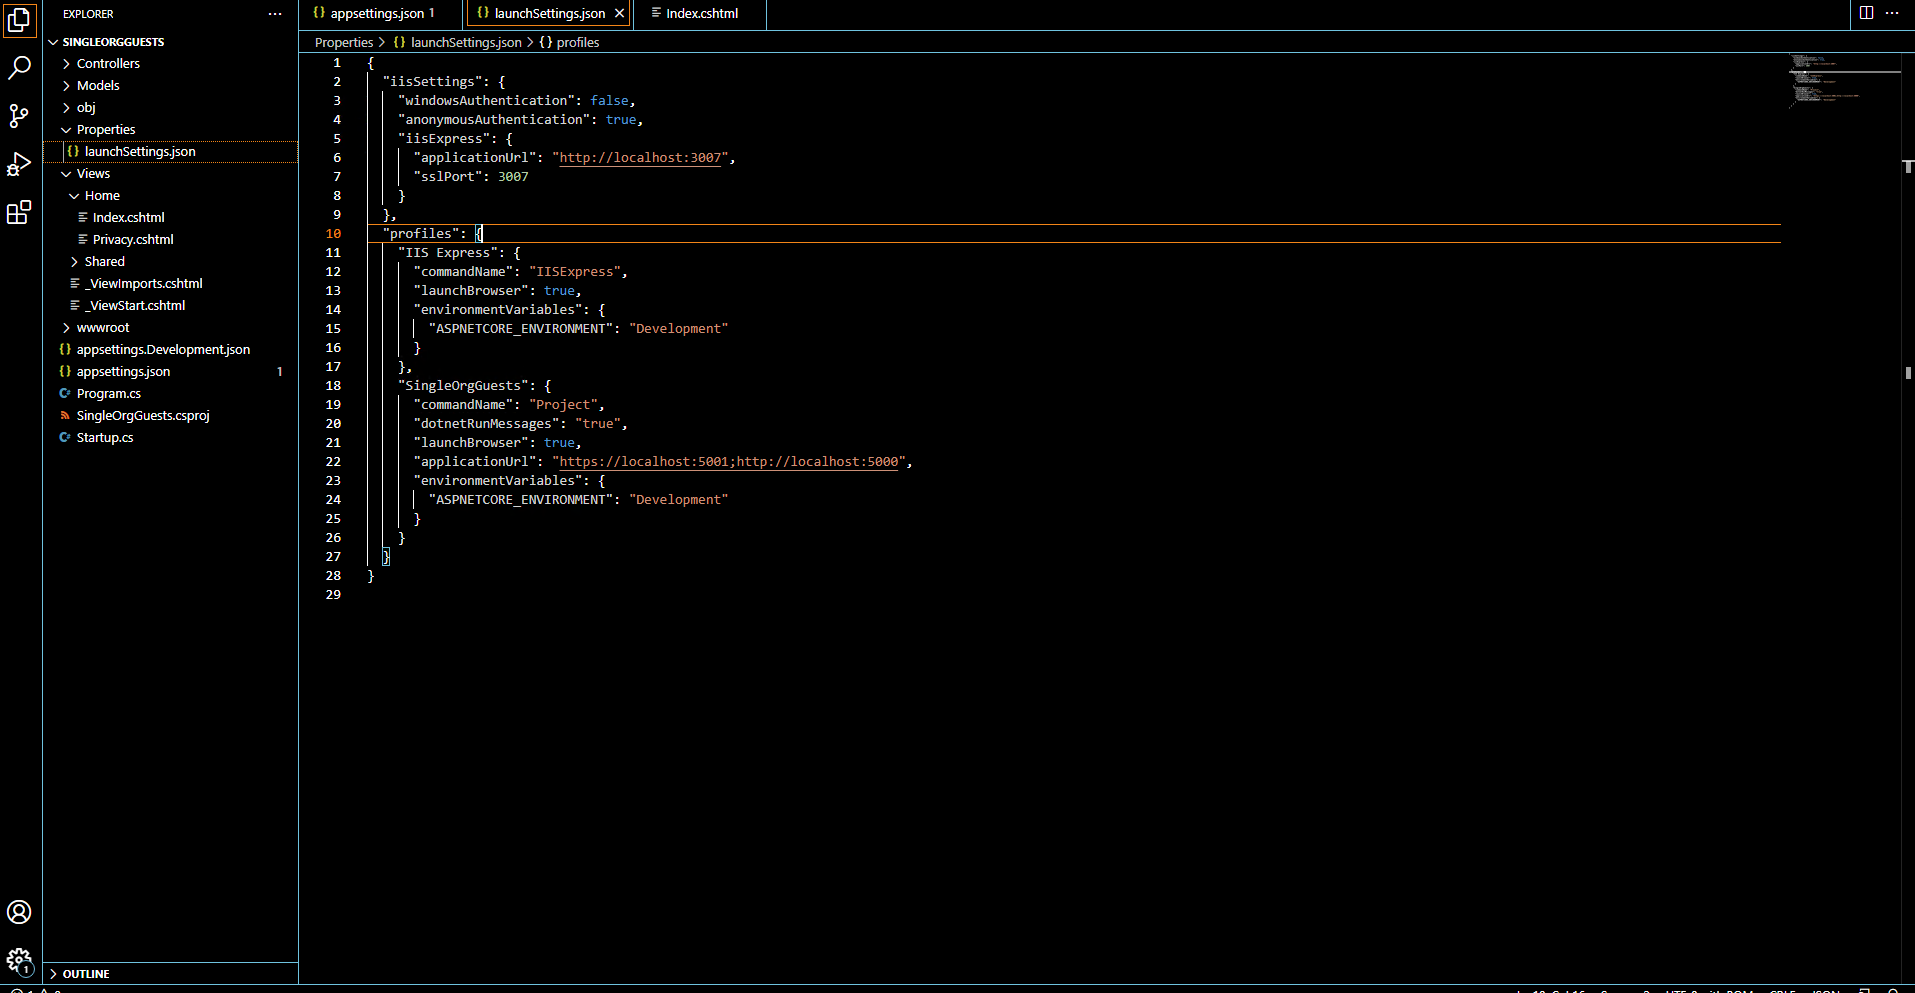 EXPLORER
SINGLEORGGUESTS
Controllers
Models
obj
Properties
{} launchSettings.json
Views
Home
Index.cshtml
Privacy.cshtml
Shared
_ViewImports.cshtml
_ViewStart.cshtml
wwwroot
{} appsettings.Development.json
{} appsettings.json 1
C# Program.cs
SingleOrgGuests.csproj
C# Startup.cs
1
OUTLINE
{} appsettings.json 1
{} launchSettings.json
Index.cshtml
Properties > {} launchSettings.json > {} profiles
1 {
2 "iisSettings": {
3 "windowsAuthentication": false,
4 "anonymousAuthentication": true,
5 "iisExpress": {
6 "applicationUrl": "http://localhost:3007",
7 "sslPort": 3007
8 }
9 },
10 "profiles": {
11 "IIS Express": {
12 "commandName": "IISExpress",
13 "launchBrowser": true,
14 "environmentVariables": {
15 "ASPNETCORE_ENVIRONMENT": "Development"
16 }
17 },
18 "SingleOrgGuests": {
19 "commandName": "Project",
20 "dotnetRunMessages": "true",
21 "launchBrowser": true,
22 "applicationUrl": "https://localhost:5001;http://localhost:5000",
23 "environmentVariables": {
24 "ASPNETCORE_ENVIRONMENT": "Development"
25 }
26 }
27 }
28 }
29